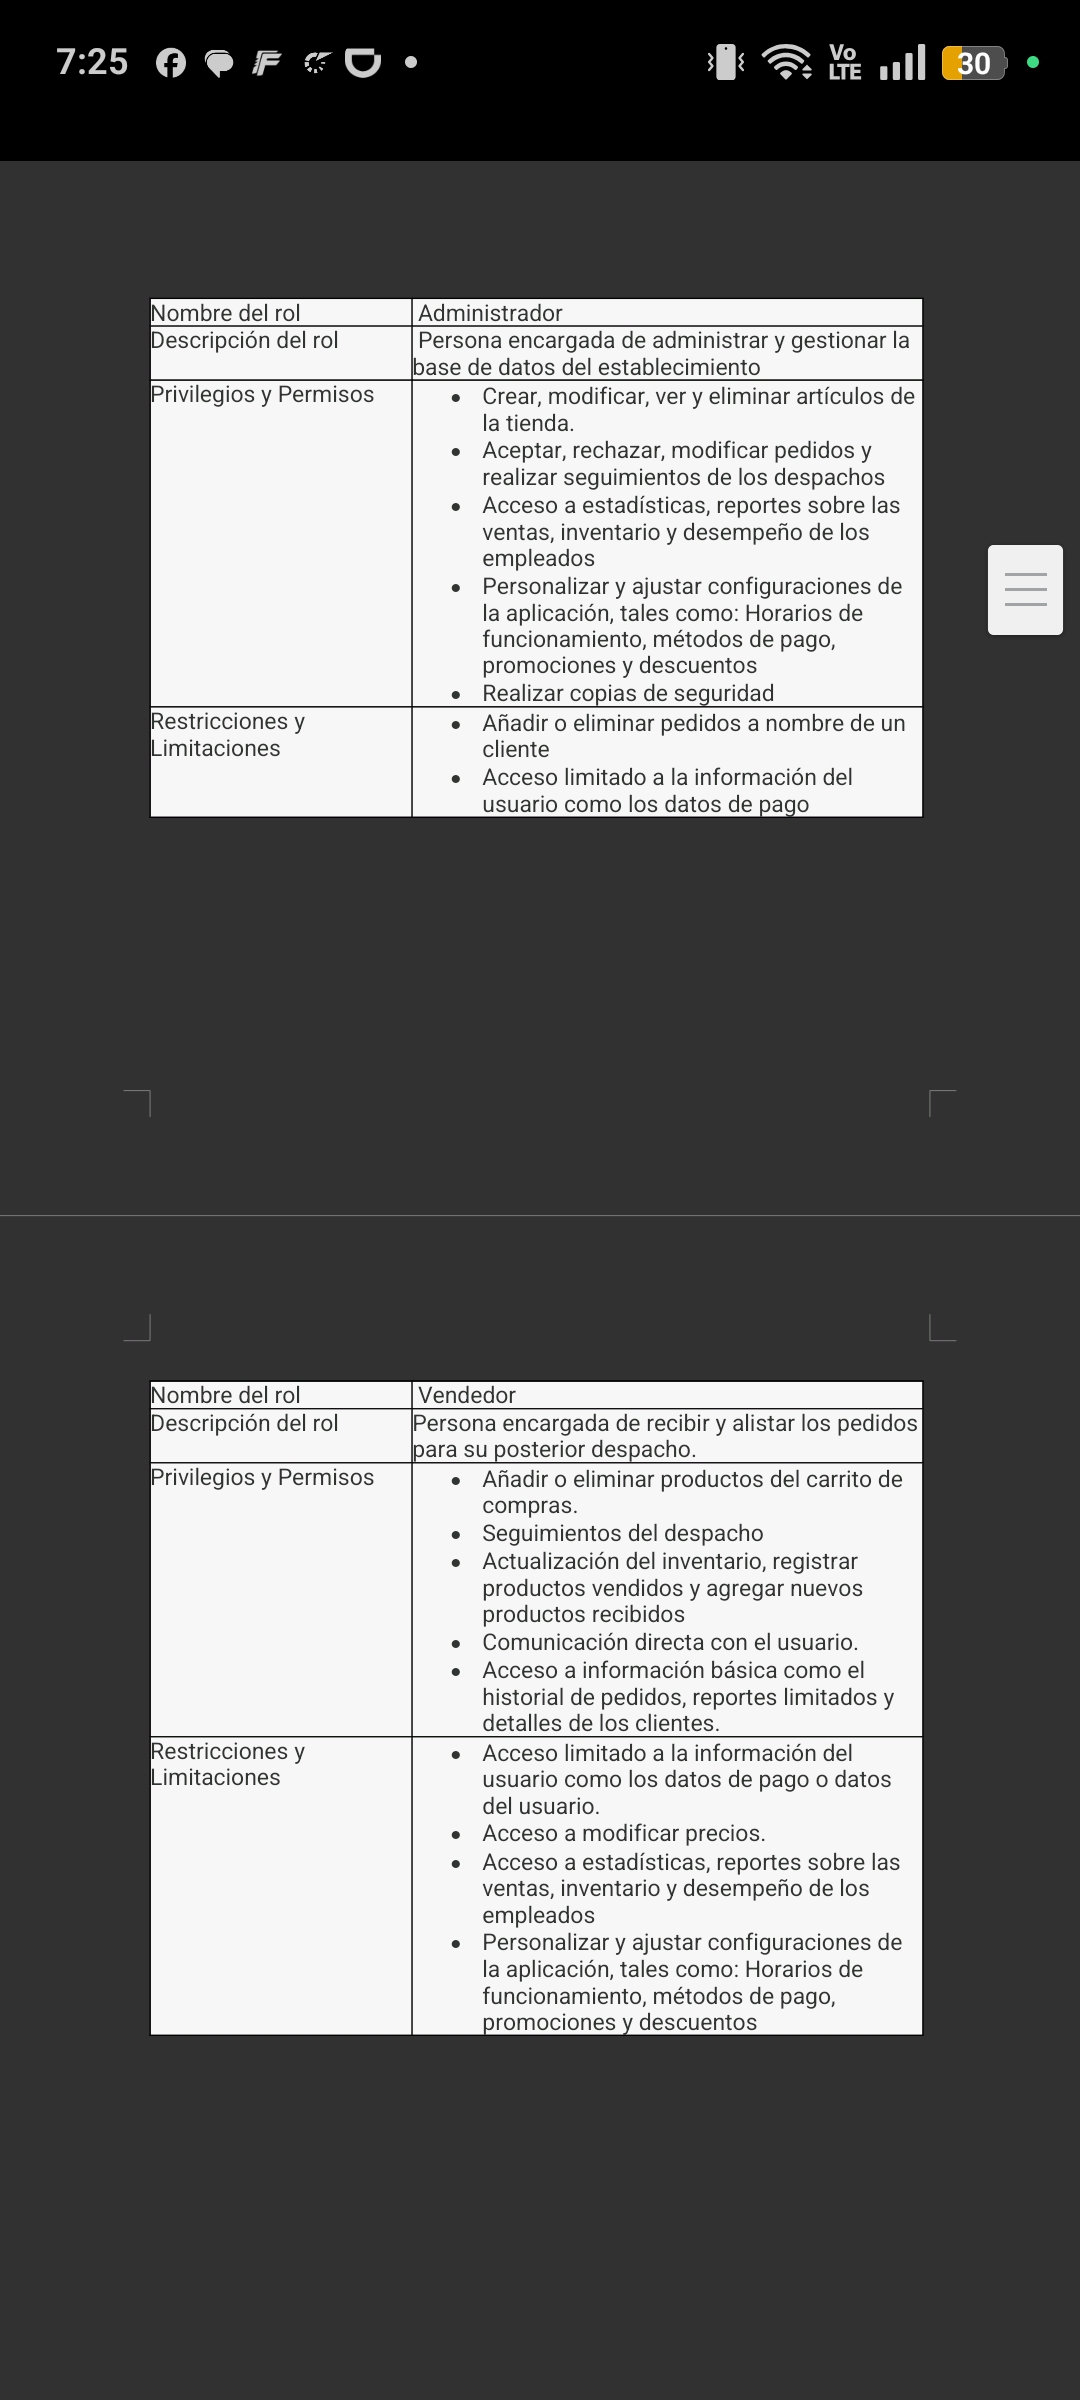 7:25
Vo
LTE
30
Nombre del rol
Administrador
Descripción del rol
Persona encargada de administrar y gestionar la
base de datos del establecimiento
Privilegios y Permisos
• Crear, modificar, ver y eliminar artículos de
la tienda.
• Aceptar, rechazar, modificar pedidos y
realizar seguimientos de los despachos
• Acceso a estadísticas, reportes sobre las
ventas, inventario y desempeño de los
empleados
• Personalizar y ajustar configuraciones de
la aplicación, tales como: Horarios de
funcionamiento, métodos de pago,
promociones y descuentos
• Realizar copias de seguridad
Restricciones y
Limitaciones
• Añadir o eliminar pedidos a nombre de un
cliente
• Acceso limitado a la información del
usuario como los datos de pago
Nombre del rol
Vendedor
Descripción del rol
Persona encargada de recibir y alistar los pedidos
para su posterior despacho.
Privilegios y Permisos
• Añadir o eliminar productos del carrito de
compras.
• Seguimientos del despacho
• Actualización del inventario, registrar
productos vendidos y agregar nuevos
productos recibidos
• Comunicación directa con el usuario.
• Acceso a información básica como el
historial de pedidos, reportes limitados y
detalles de los clientes.
Restricciones y
Limitaciones
• Acceso limitado a la información del
usuario como los datos de pago o datos
del usuario.
• Acceso a modificar precios.
• Acceso a estadísticas, reportes sobre las
ventas, inventario y desempeño de los
empleados
• Personalizar y ajustar configuraciones de
la aplicación, tales como: Horarios de
funcionamiento, métodos de pago,
promociones y descuentos